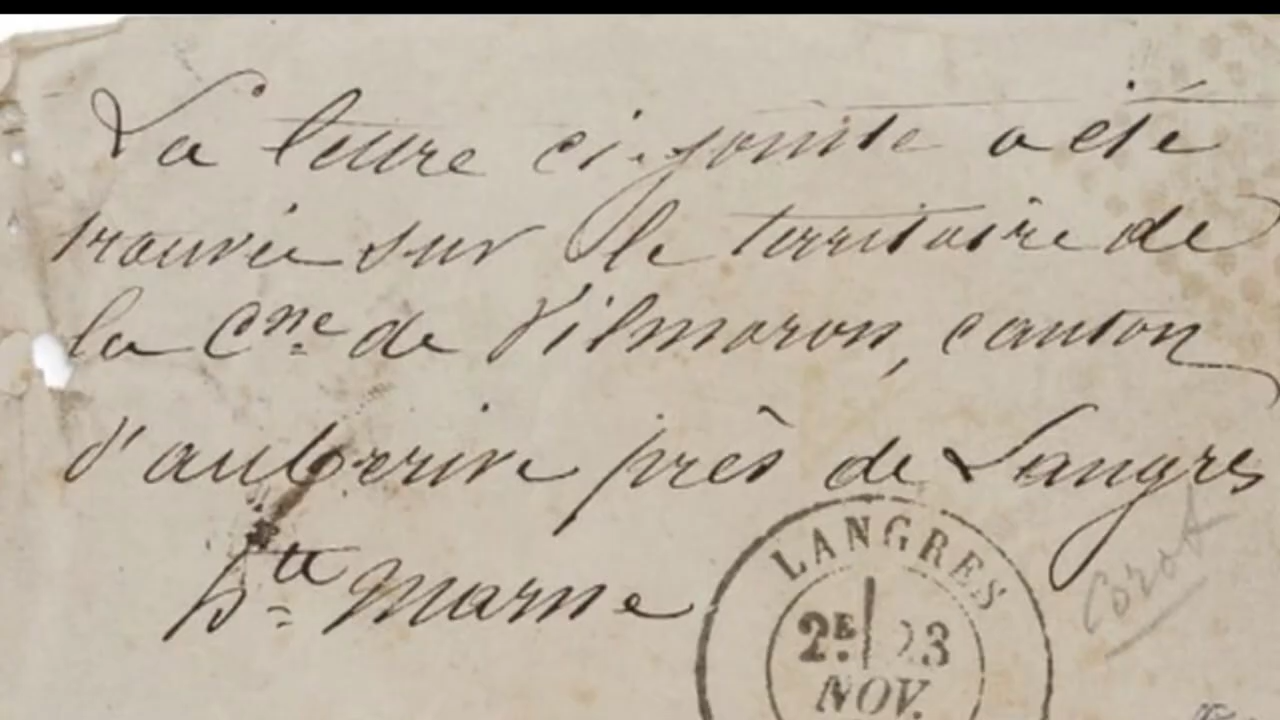 La lettre ci-jointe a été
trouvée sur le territoire de
la Cne de Vilmoron, canton
d'auberive près de Langres
Hte Marne
LANGRES
2E 23
NOV.
Corot